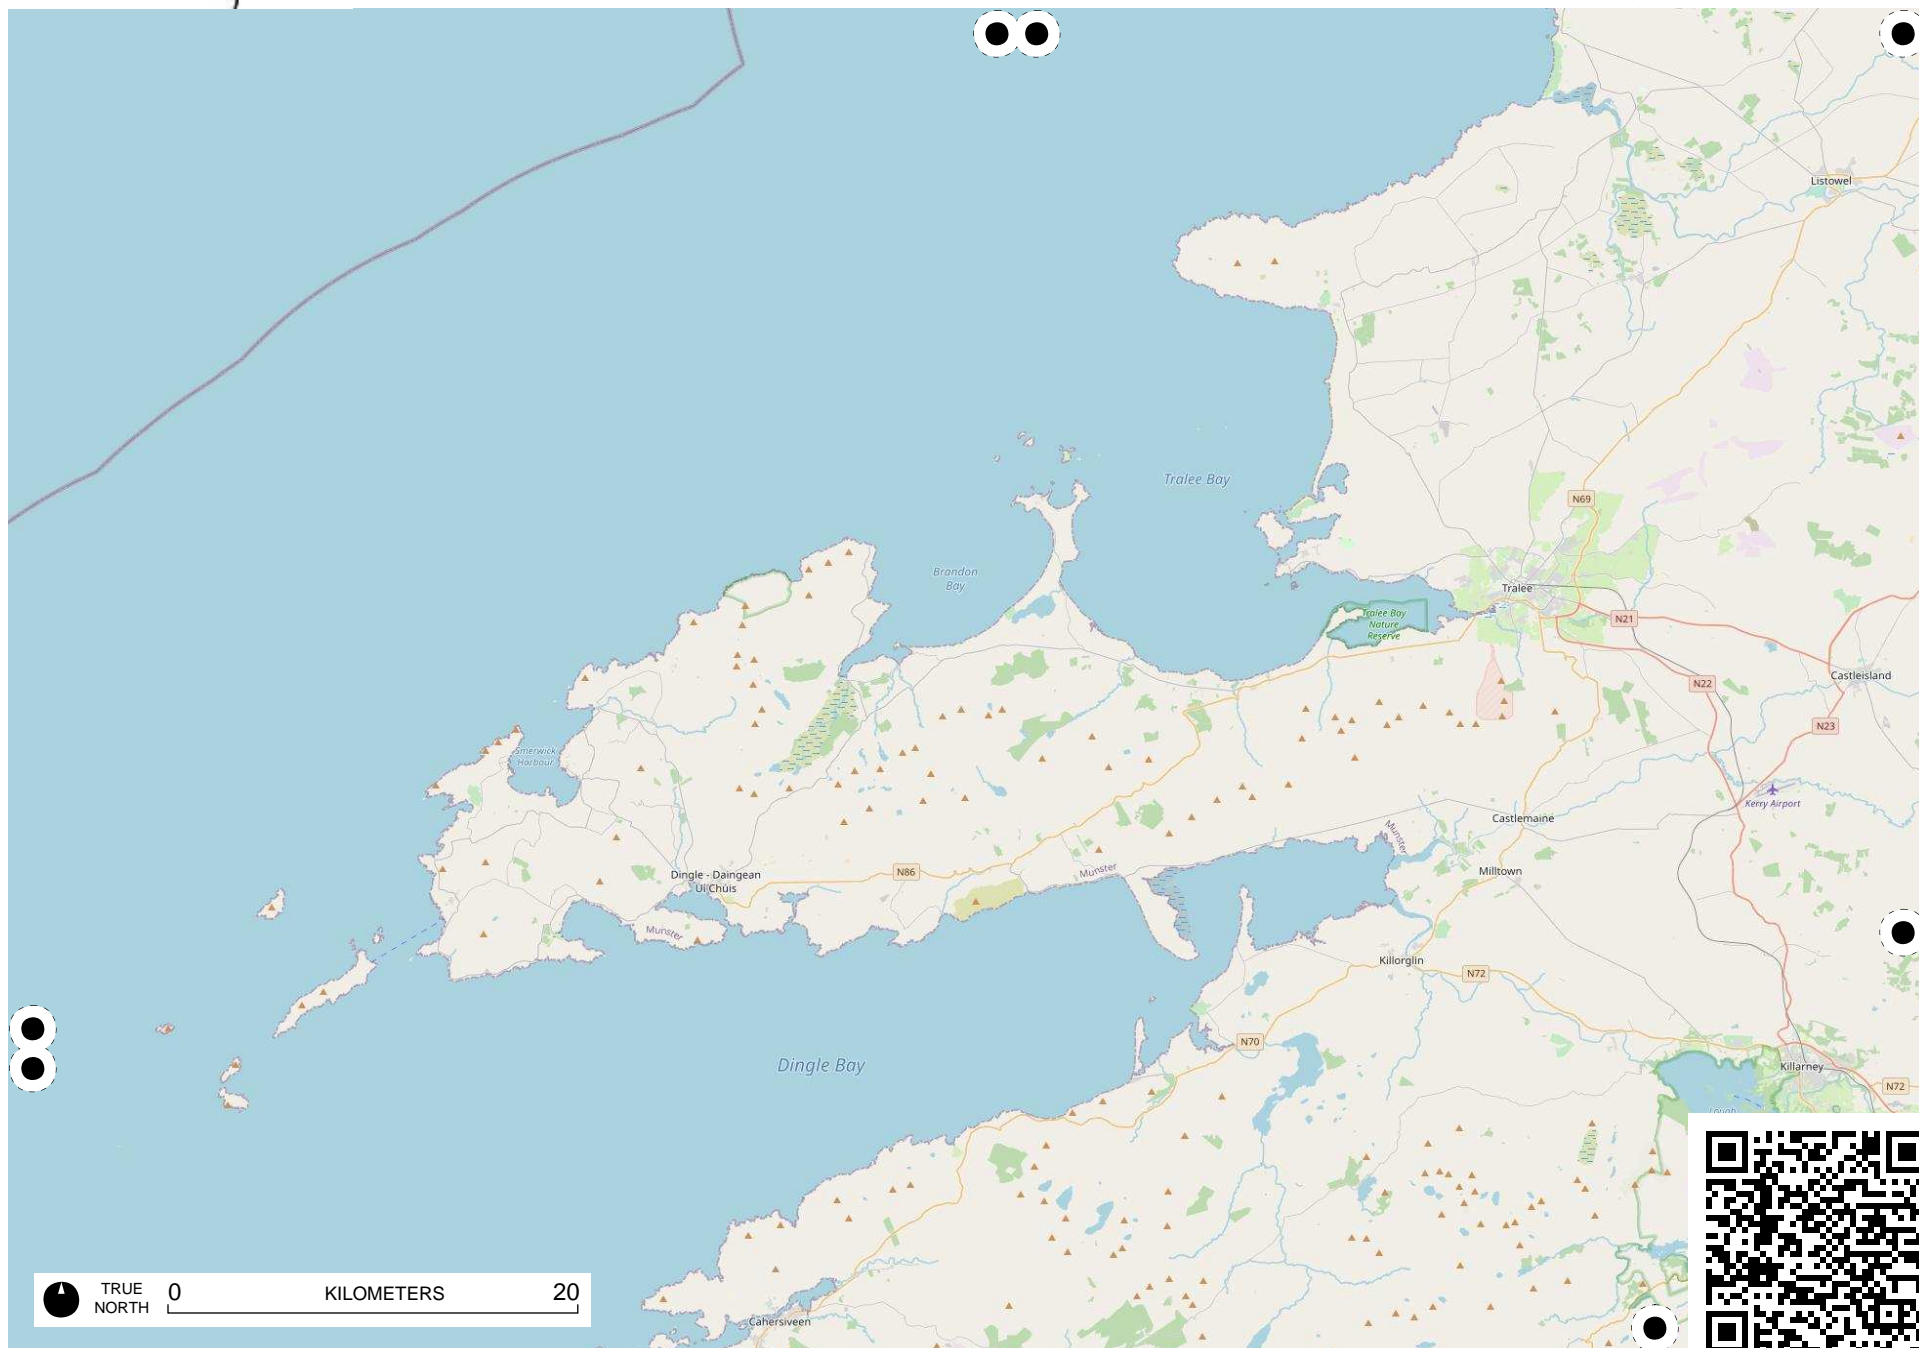 Listowel
Tralee Bay
N69
Brandon
Bay
Tralee
Tralee Bay
Nature
Reserve
N21
Castleisland
N22
N23
Smerwick
Harbour
Kerry Airport
Castlemaine
Munster
Munster
N86
Dingle - Daingean
Uí Chúis
Milltown
Munster
Killorglin
N72
N70
Dingle Bay
Killarney
N72
Lough
TRUE
NORTH
0 KILOMETERS 20
Cahersiveen